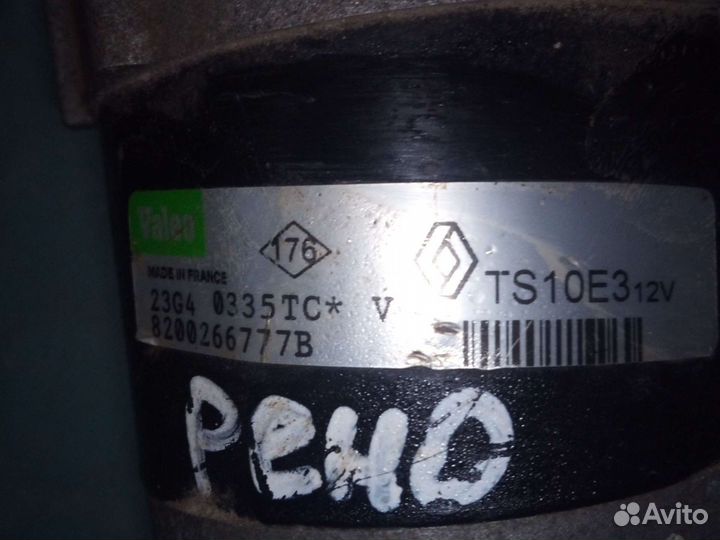 Valeo
176
MADE IN FRANCE
TS10E3 12V
23G4 0335TC* V
8200266777B
РЕНО
Avito